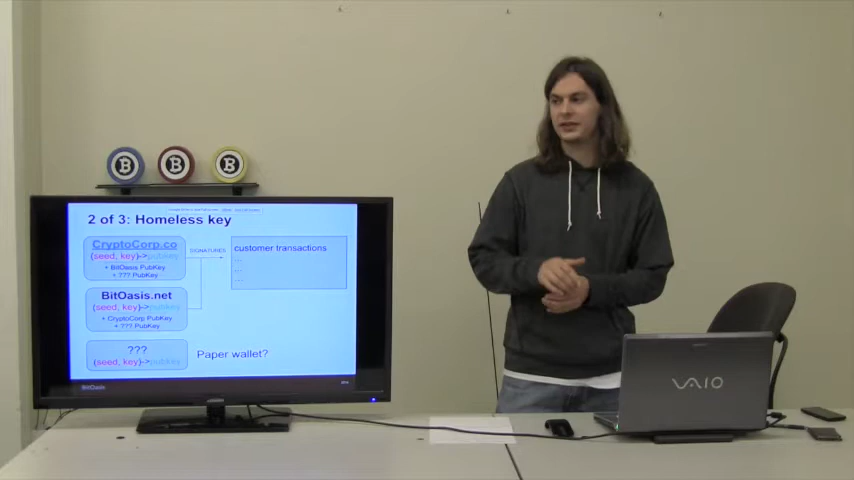 2 of 3: Homeless key
CryptoCorp.co
(seed, key)->pubkey
+ BitOasis PubKey
+ ??? PubKey
SIGNATURES
customer transactions
...
...
...
BitOasis.net
(seed, key)->pubkey
+ CryptoCorp PubKey
+ ??? PubKey
???
(seed, key)->pubkey
Paper wallet?
BitOasis
VAIO